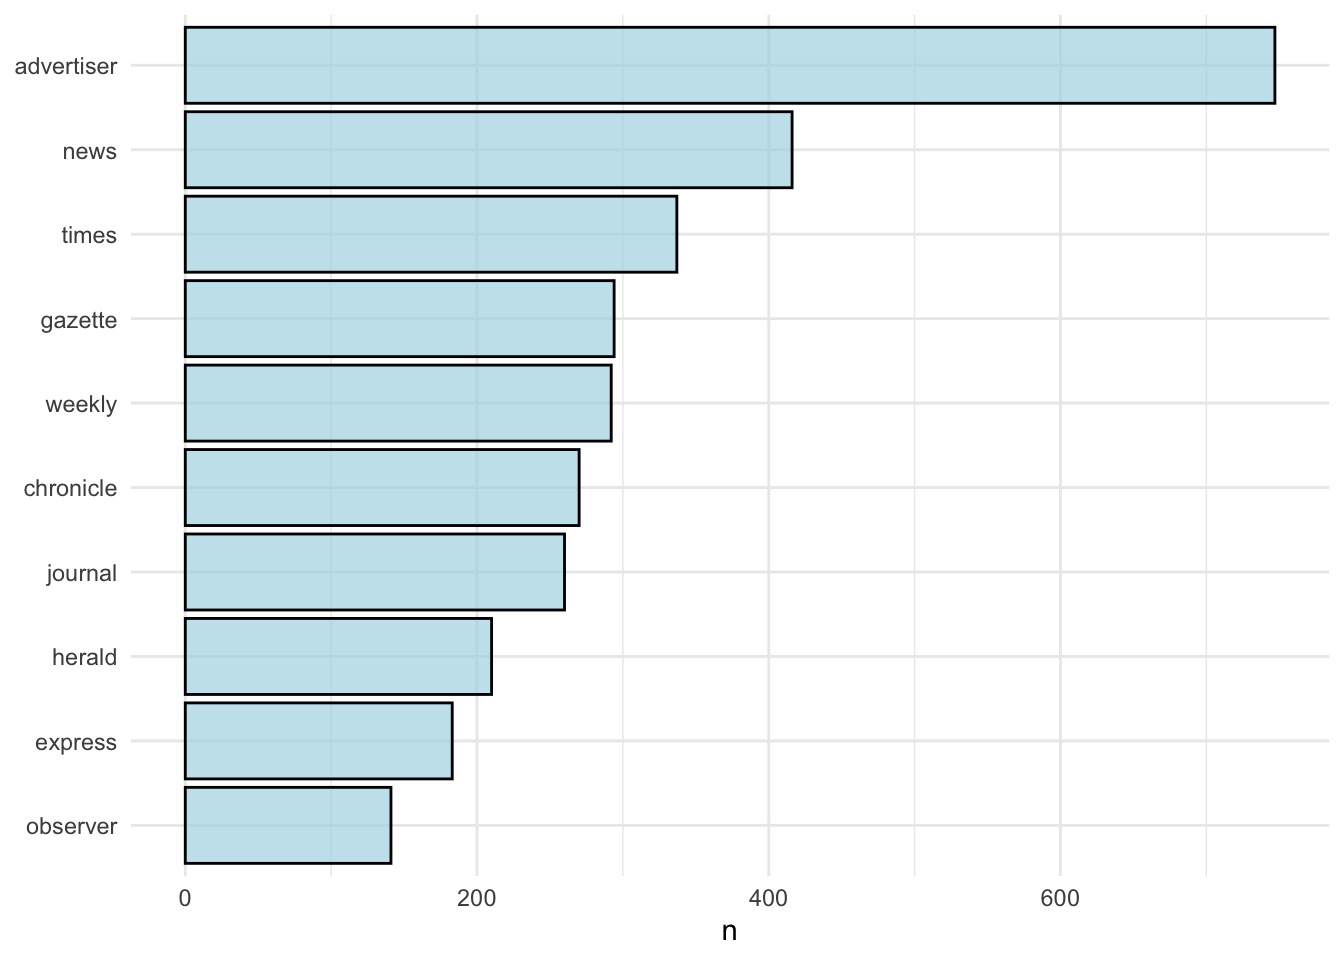 advertiser
news
times
gazette
weekly
chronicle
journal
herald
express
observer
0 200 400 600
n